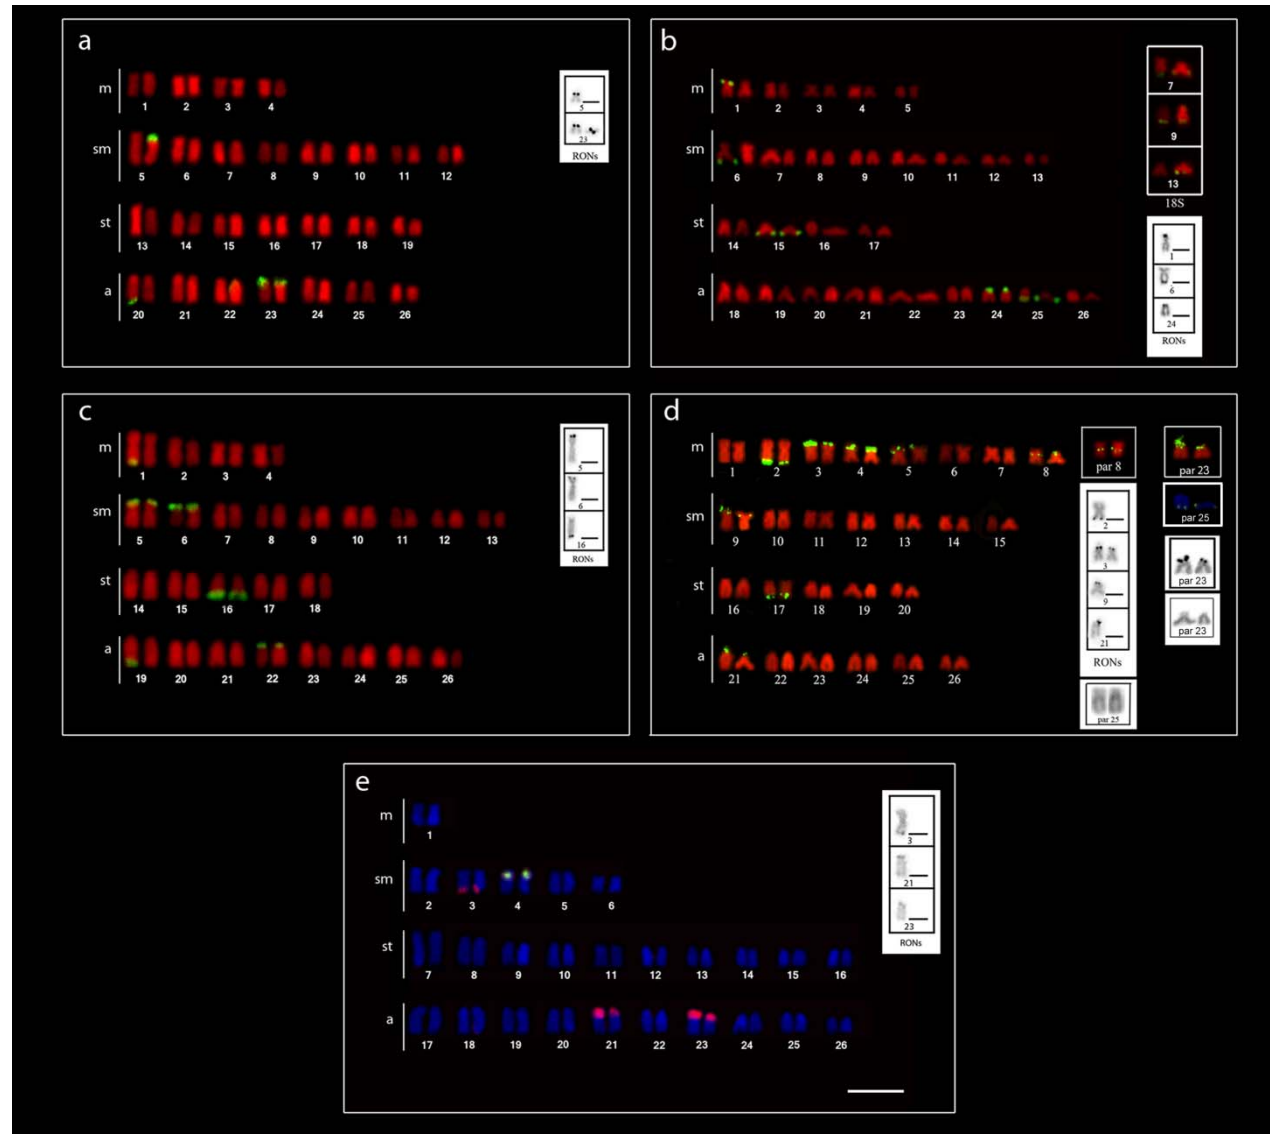 a
m
1 2 3 4
sm
5 6 7 8 9 10 11 12
st
13 14 15 16 17 18 19
a
20 21 22 23 24 25 26
5
23
RONs
b
m
1 2 3 4 5
sm
6 7 8 9 10 11 12 13
st
14 15 16 17
a
18 19 20 21 22 23 24 25 26
7
9
13
18S
1
6
24
RONs
c
m
1 2 3 4
sm
5 6 7 8 9 10 11 12 13
st
14 15 16 17 18
a
19 20 21 22 23 24 25 26
5
6
16
RONs
d
m
1 2 3 4 5 6 7 8
sm
9 10 11 12 13 14 15
st
16 17 18 19 20
a
21 22 23 24 25 26
par 8
2
3
9
21
RONs
par 25
par 23
par 25
par 23
par 23
e
m
1
sm
2 3 4 5 6
st
7 8 9 10 11 12 13 14 15 16
a
17 18 19 20 21 22 23 24 25 26
3
21
23
RONs